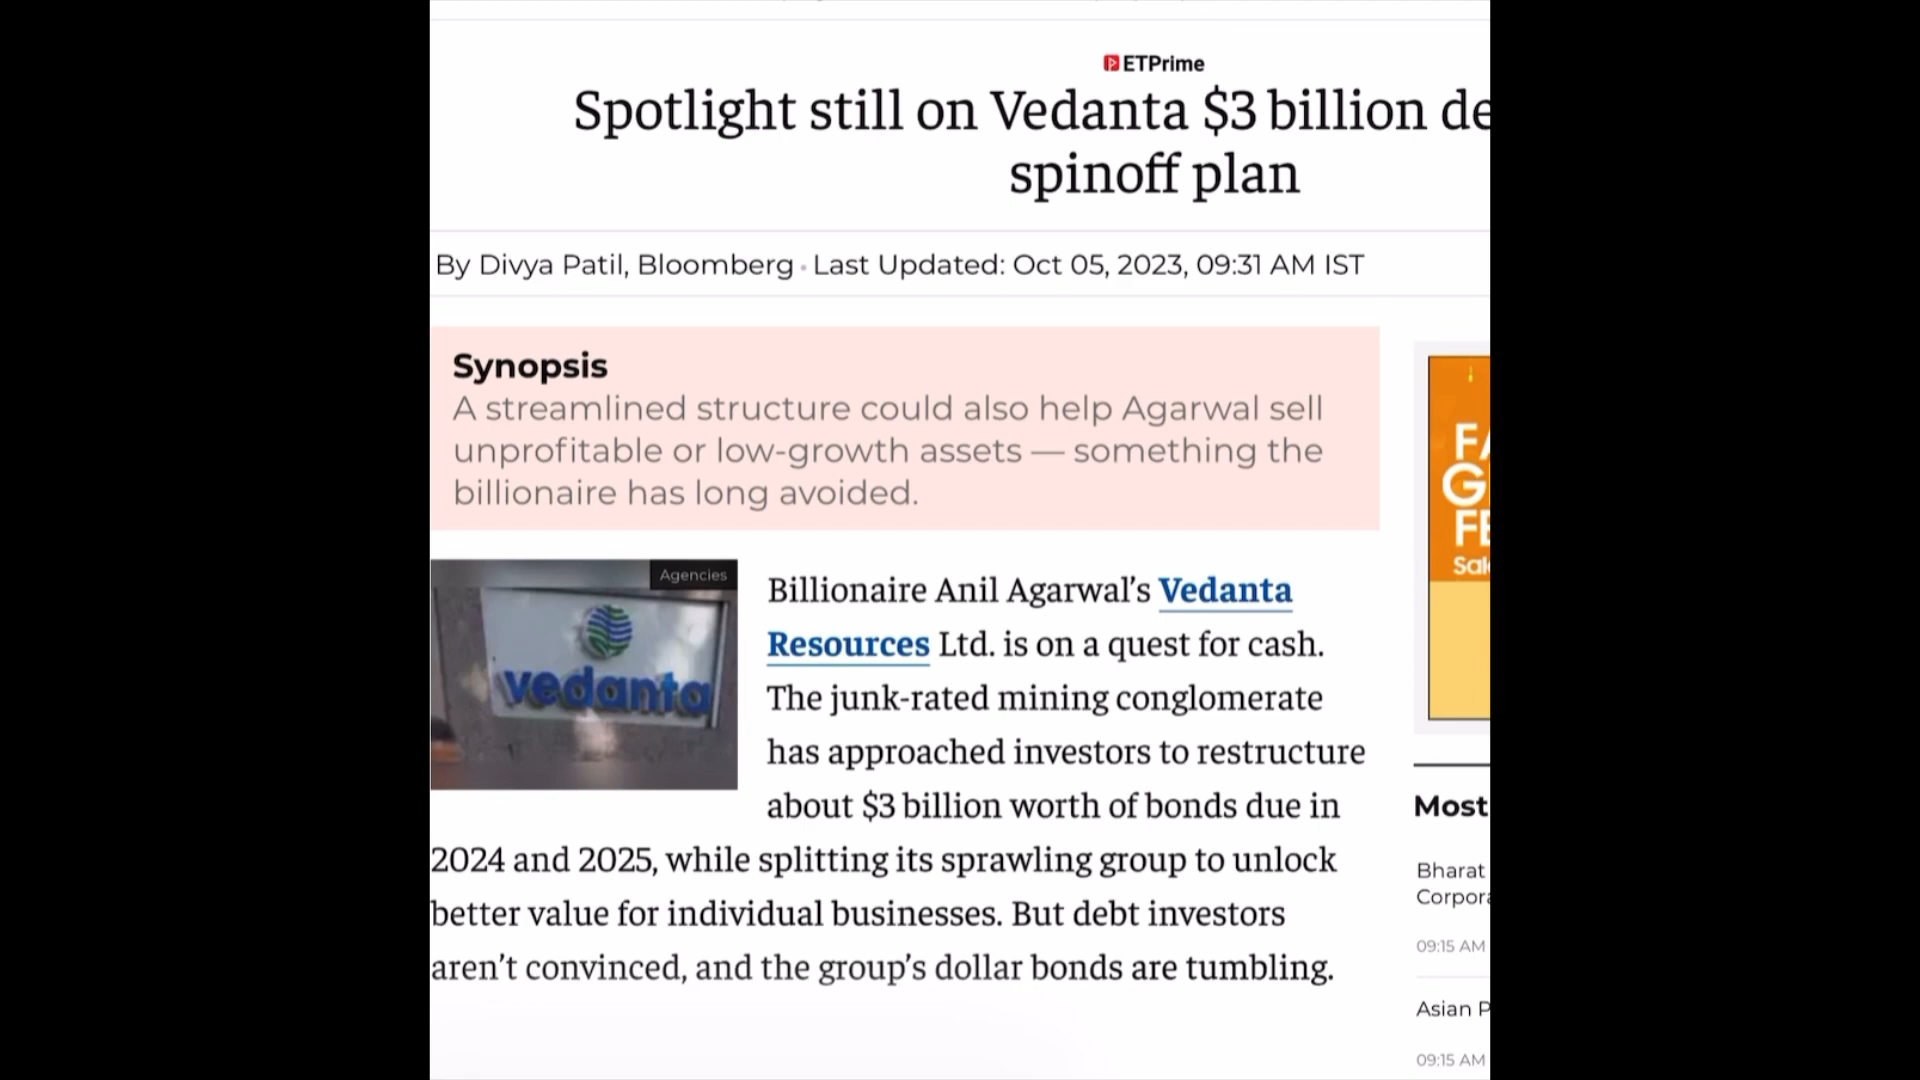 ETPrime
Spotlight still on Vedanta $3 billion
spinoff plan
By Divya Patil, Bloomberg • Last Updated: Oct 05, 2023, 09:31 AM IST
Synopsis
A streamlined structure could also help Agarwal sell
unprofitable or low-growth assets — something the
billionaire has long avoided.
Agencies
vedanta
Billionaire Anil Agarwal’s Vedanta
Resources Ltd. is on a quest for cash.
The junk-rated mining conglomerate
has approached investors to restructure
about $3 billion worth of bonds due in
2024 and 2025, while splitting its sprawling group to unlock
better value for individual businesses. But debt investors
aren’t convinced, and the group’s dollar bonds are tumbling.
Most
Bharat
09:15 AM
Asian
09:15 AM